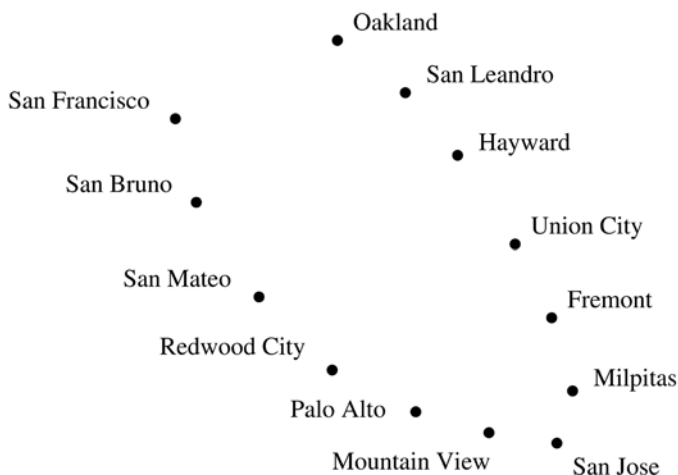 Oakland
San Leandro
San Francisco
Hayward
San Bruno
Union City
San Mateo
Fremont
Redwood City
Milpitas
Palo Alto
Mountain View
San Jose